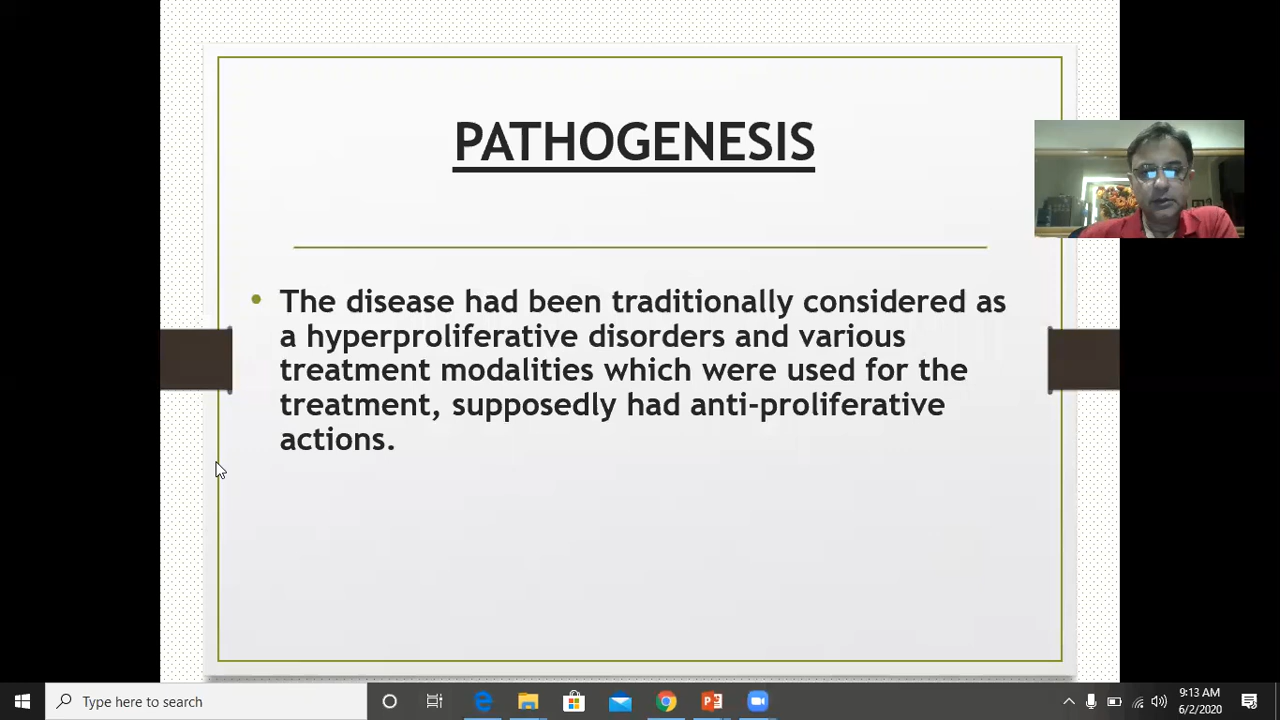 PATHOGENESIS
• The disease had been traditionally considered as
a hyperproliferative disorders and various
treatment modalities which were used for the
treatment, supposedly had anti-proliferative
actions.
Type here to search
9:13 AM
6/2/2020